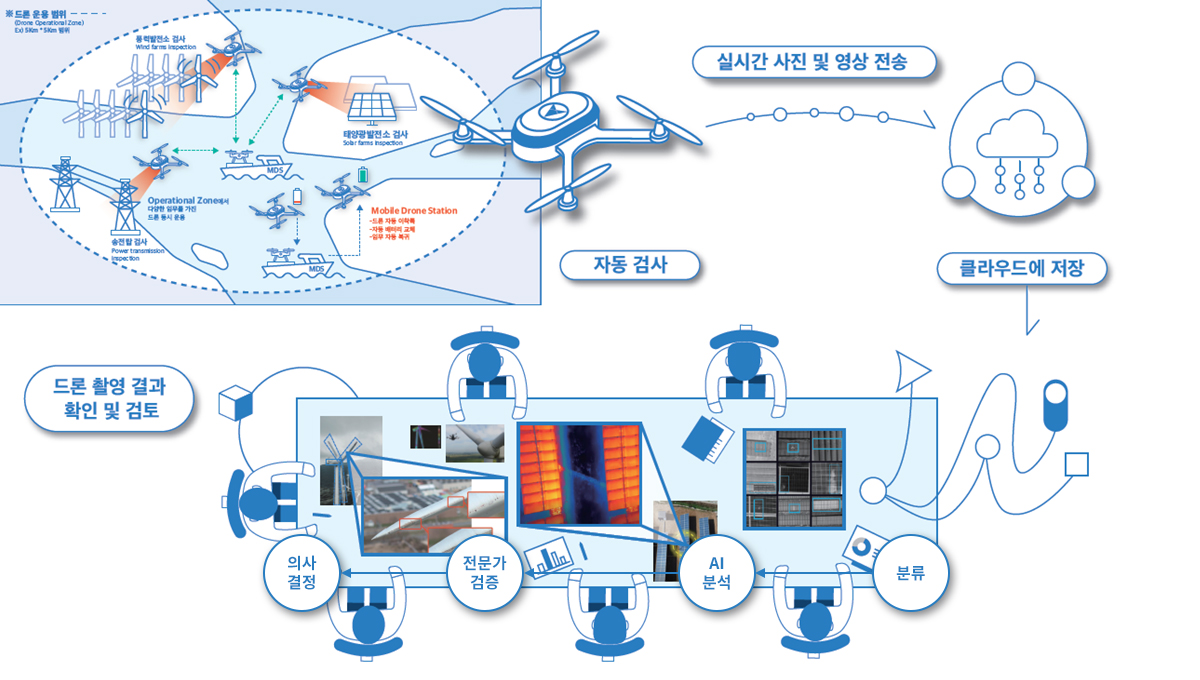 ※ 드론 운용 범위
(Drone Operational Zone)
Ex) 5Km * 5Km 범위
풍력발전소 검사
Wind farms inspection
태양광발전소 검사
Solar farms inspection
MDS
Operational Zone에서
다양한 임무를 가진
드론 동시 운용
송전탑 검사
Power transmission
inspection
Mobile Drone Station
-드론 자동 이착륙
-자동 배터리 교체
-임무 자동 복귀
MDS
실시간 사진 및 영상 전송
자동 검사
클라우드에 저장
드론 촬영 결과
확인 및 검토
의사
결정
전문가
검증
AI
분석
분류